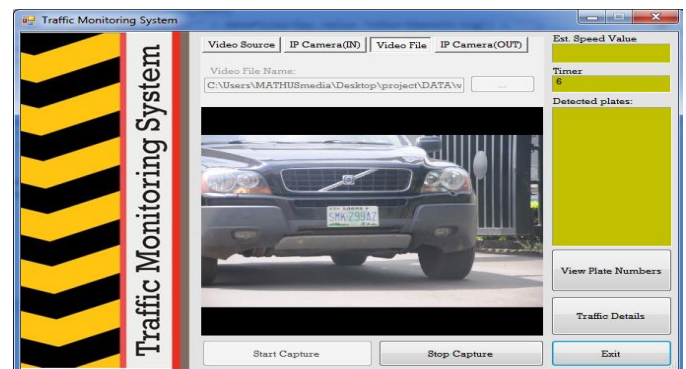 Traffic Monitoring System
Traffic Monitoring System
Video Source
IP Camera(IN)
Video File
IP Camera(OUT)
Video File Name:
C:\Users\MATHUSmedia\Desktop\project\DATA\v
...
Start Capture
Stop Capture
Est. Speed Value
Timer
6
Detected plates:
View Plate Numbers
Traffic Details
Exit
SMK-299AZ